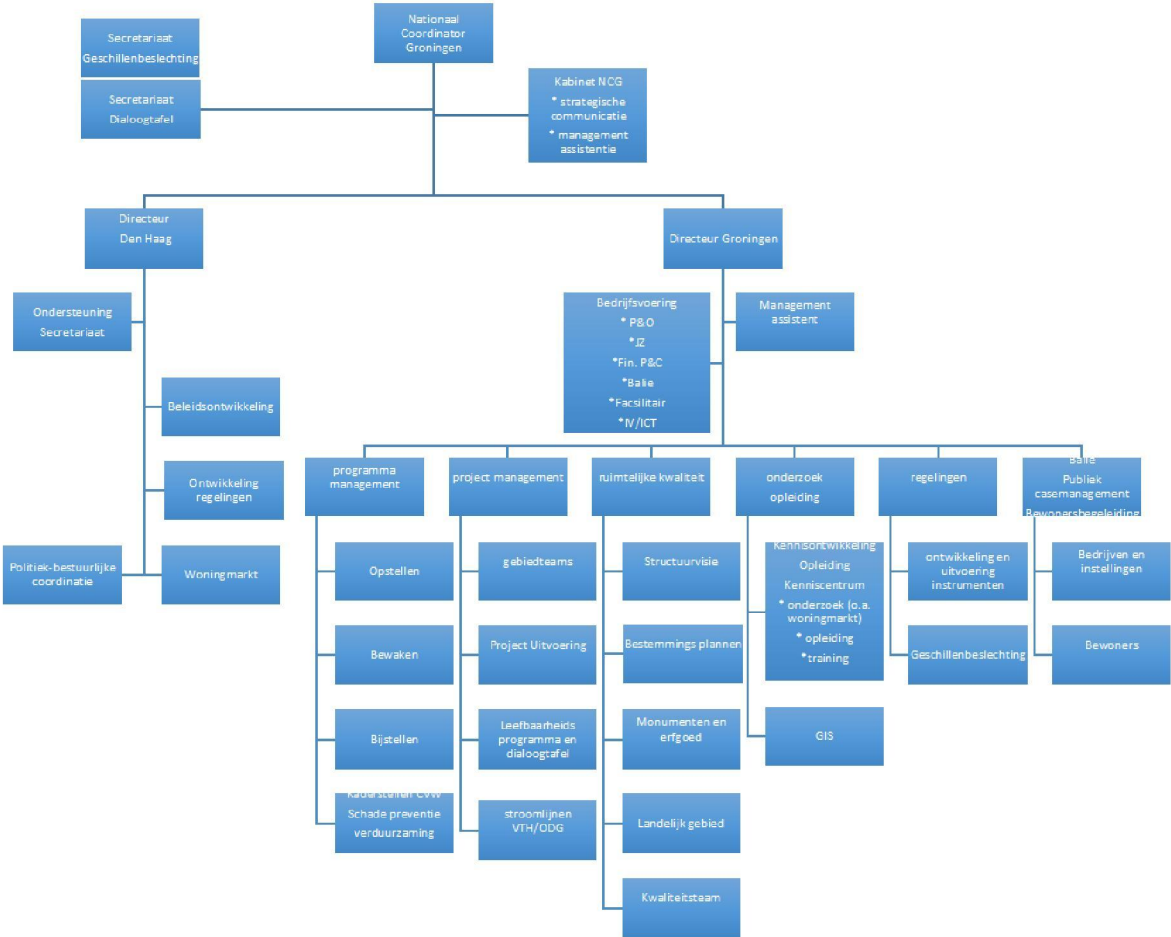 Nationaal
Coordinator
Groningen
Secretariaat
Geschillenbeslechting
Secretariaat
Dialoogtafel
Kabinet NCG
* strategische
communicatie
* management
assistentie
Directeur
Den Haag
Directeur Groningen
Ondersteuning
Secretariaat
Bedrijfsvoering
* P&O
*JZ
*Fin. P&C
*Balie
*Facsilitair
*IV/ICT
Management
assistent
Beleidsontwikkeling
Ontwikkeling
regelingen
Politiek-bestuurlijke
coordinatie
Woningmarkt
programma
management
project management
ruimtelijke kwaliteit
onderzoek
opleiding
regelingen
Balie
Publiek
casemanagement
Bewonersbegeleiding
Opstellen
Bewaken
Bijstellen
Kaderstellen CVW
Schade preventie
verduurzaming
gebiedteams
Project Uitvoering
Leefbaarheids
programma en
dialoogtafel
stroomlijnen
VTH/ODG
Structuurvisie
Bestemmings plannen
Monumenten en
erfgoed
Landelijk gebied
Kwaliteitsteam
Kennisontwikkeling
Opleiding
Kenniscentrum
* onderzoek (o.a.
woningmarkt)
* opleiding
*training
GIS
ontwikkeling en
uitvoering
instrumenten
Geschillenbeslechting
Bedrijven en
instellingen
Bewoners